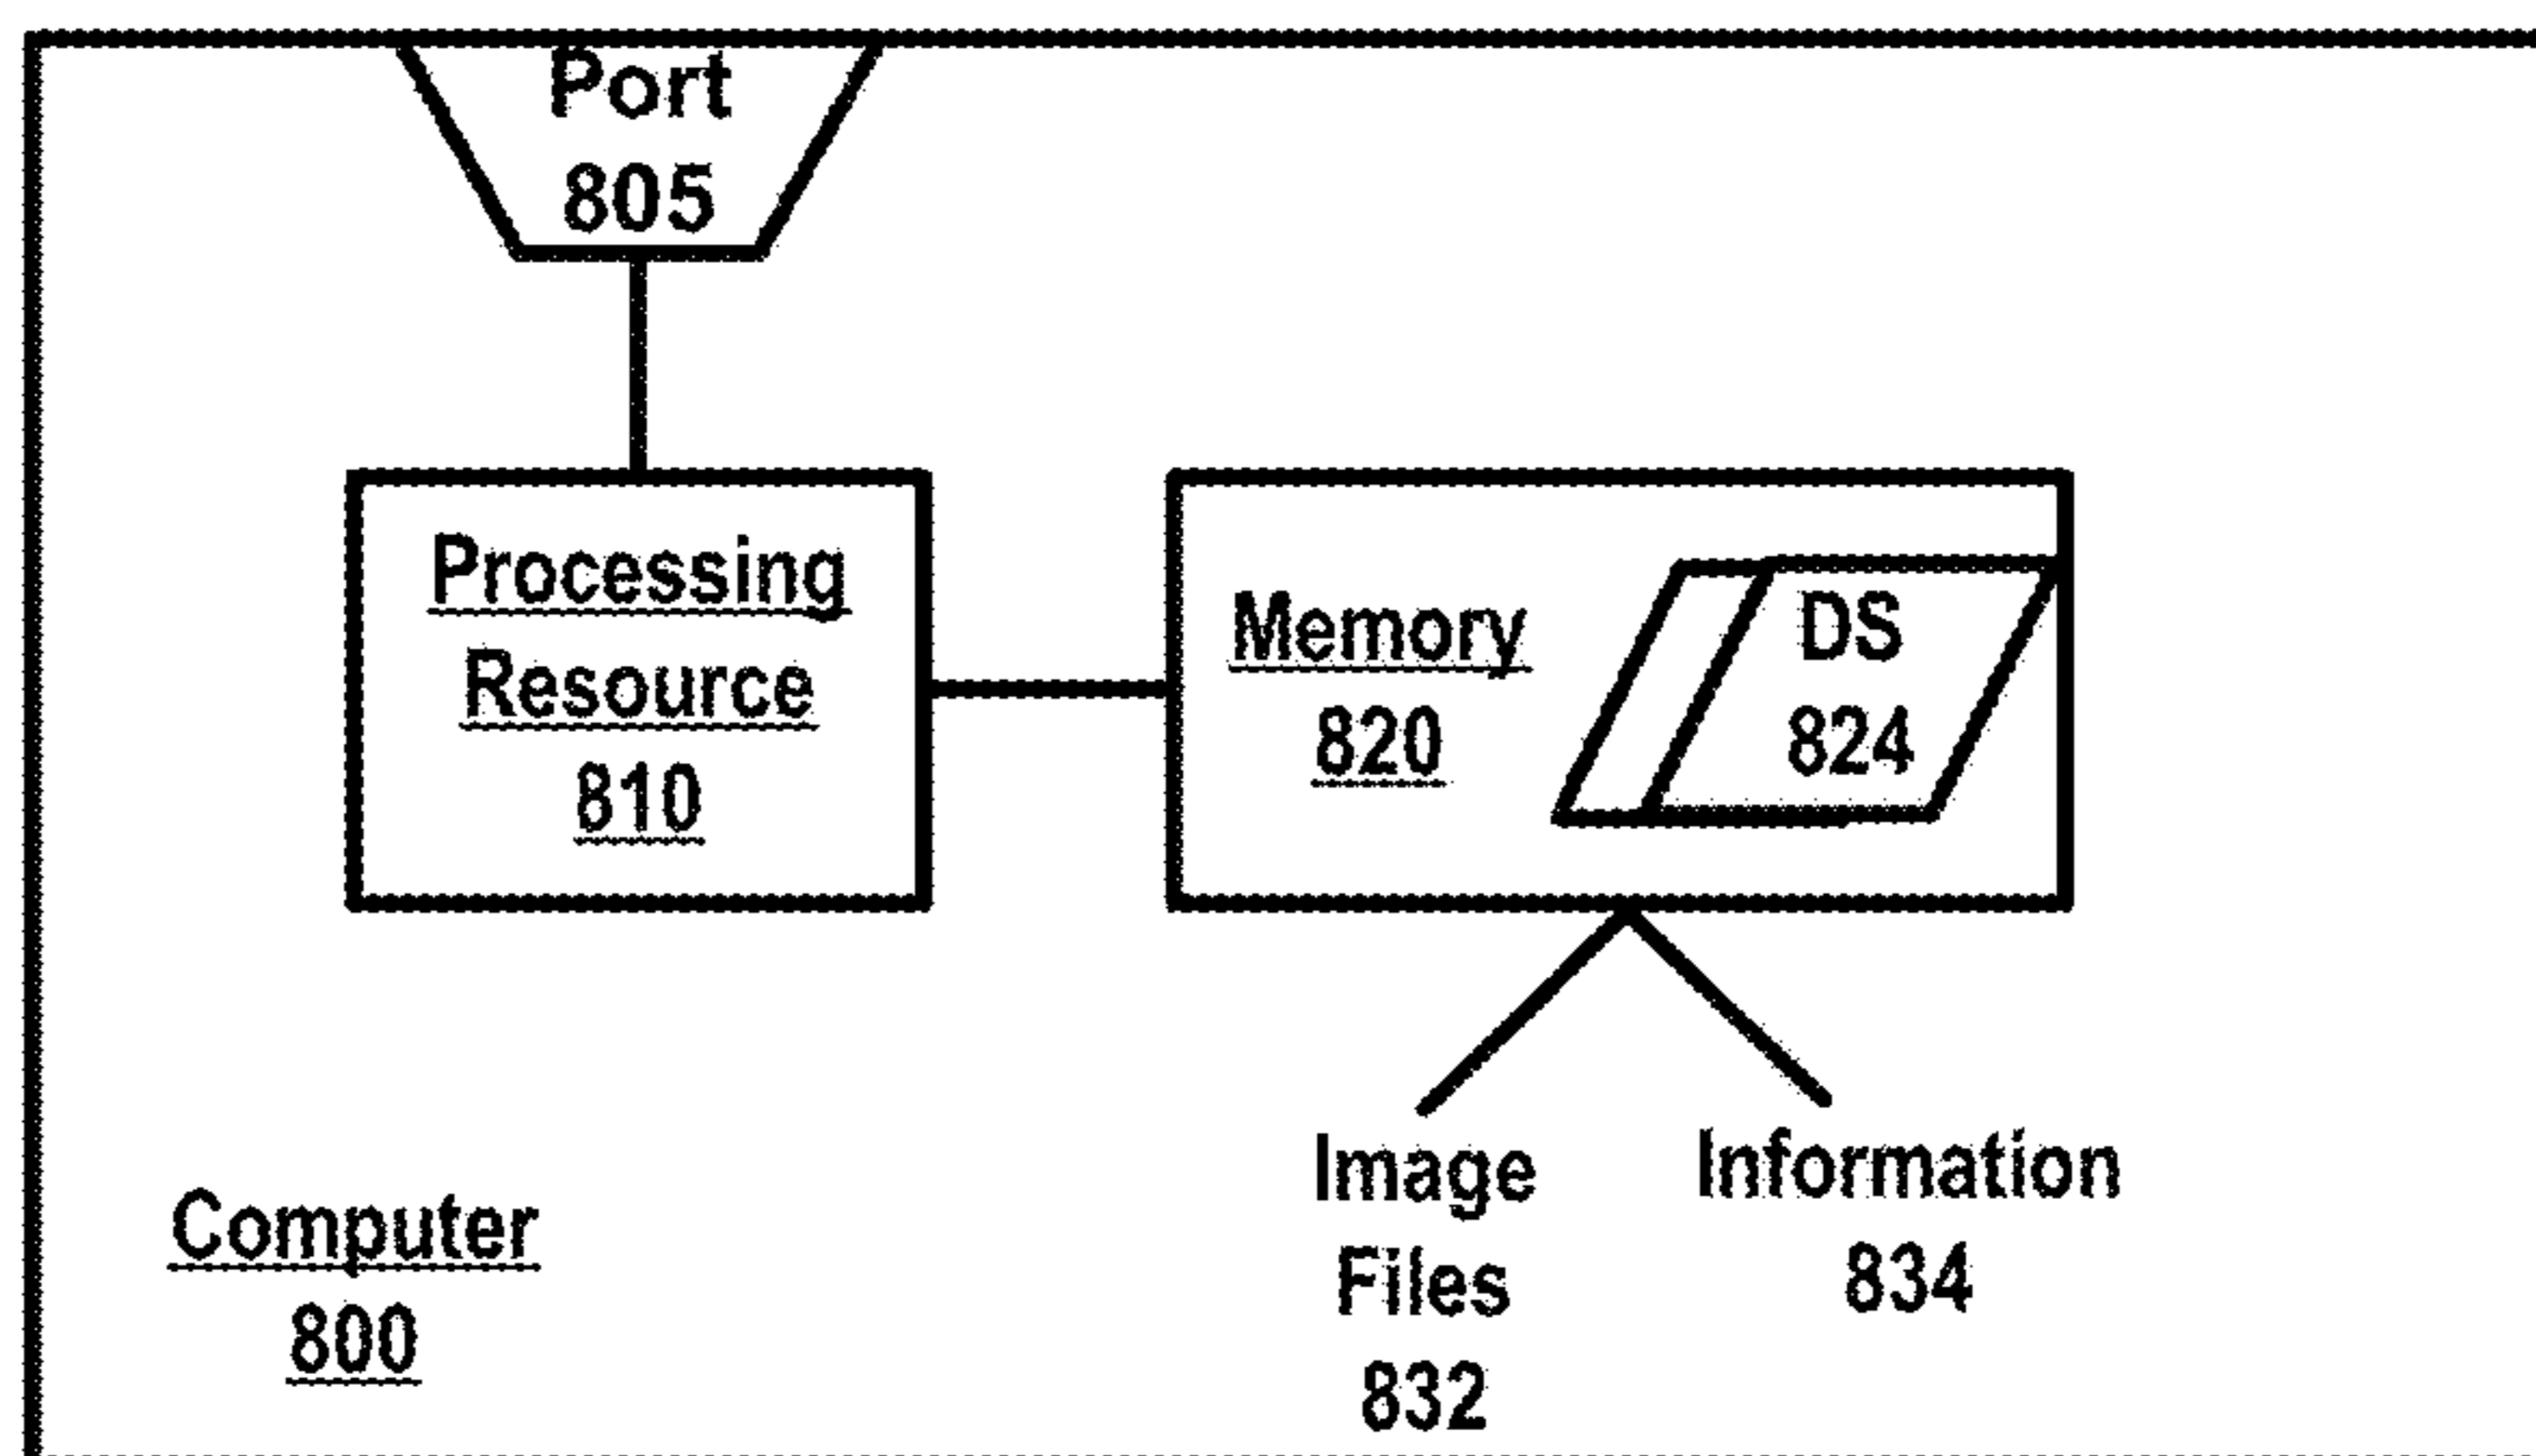 Port
805
Processing
Resource
810
Memory
820
DS
824
Image
Files
832
Information
834
Computer
800